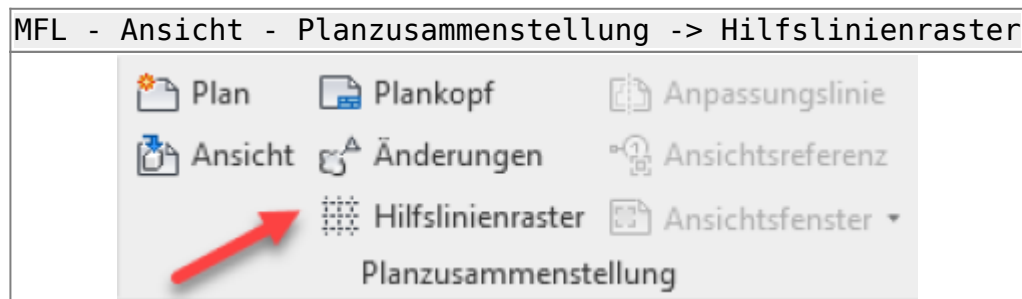 MFL - Ansicht - Planzusammenstellung -> Hilfslinienraster
Plan Plankopf Anpassungslinie
Ansicht Änderungen Ansichtsreferenz
Hilfslinienraster Ansichtsfenster
Planzusammenstellung